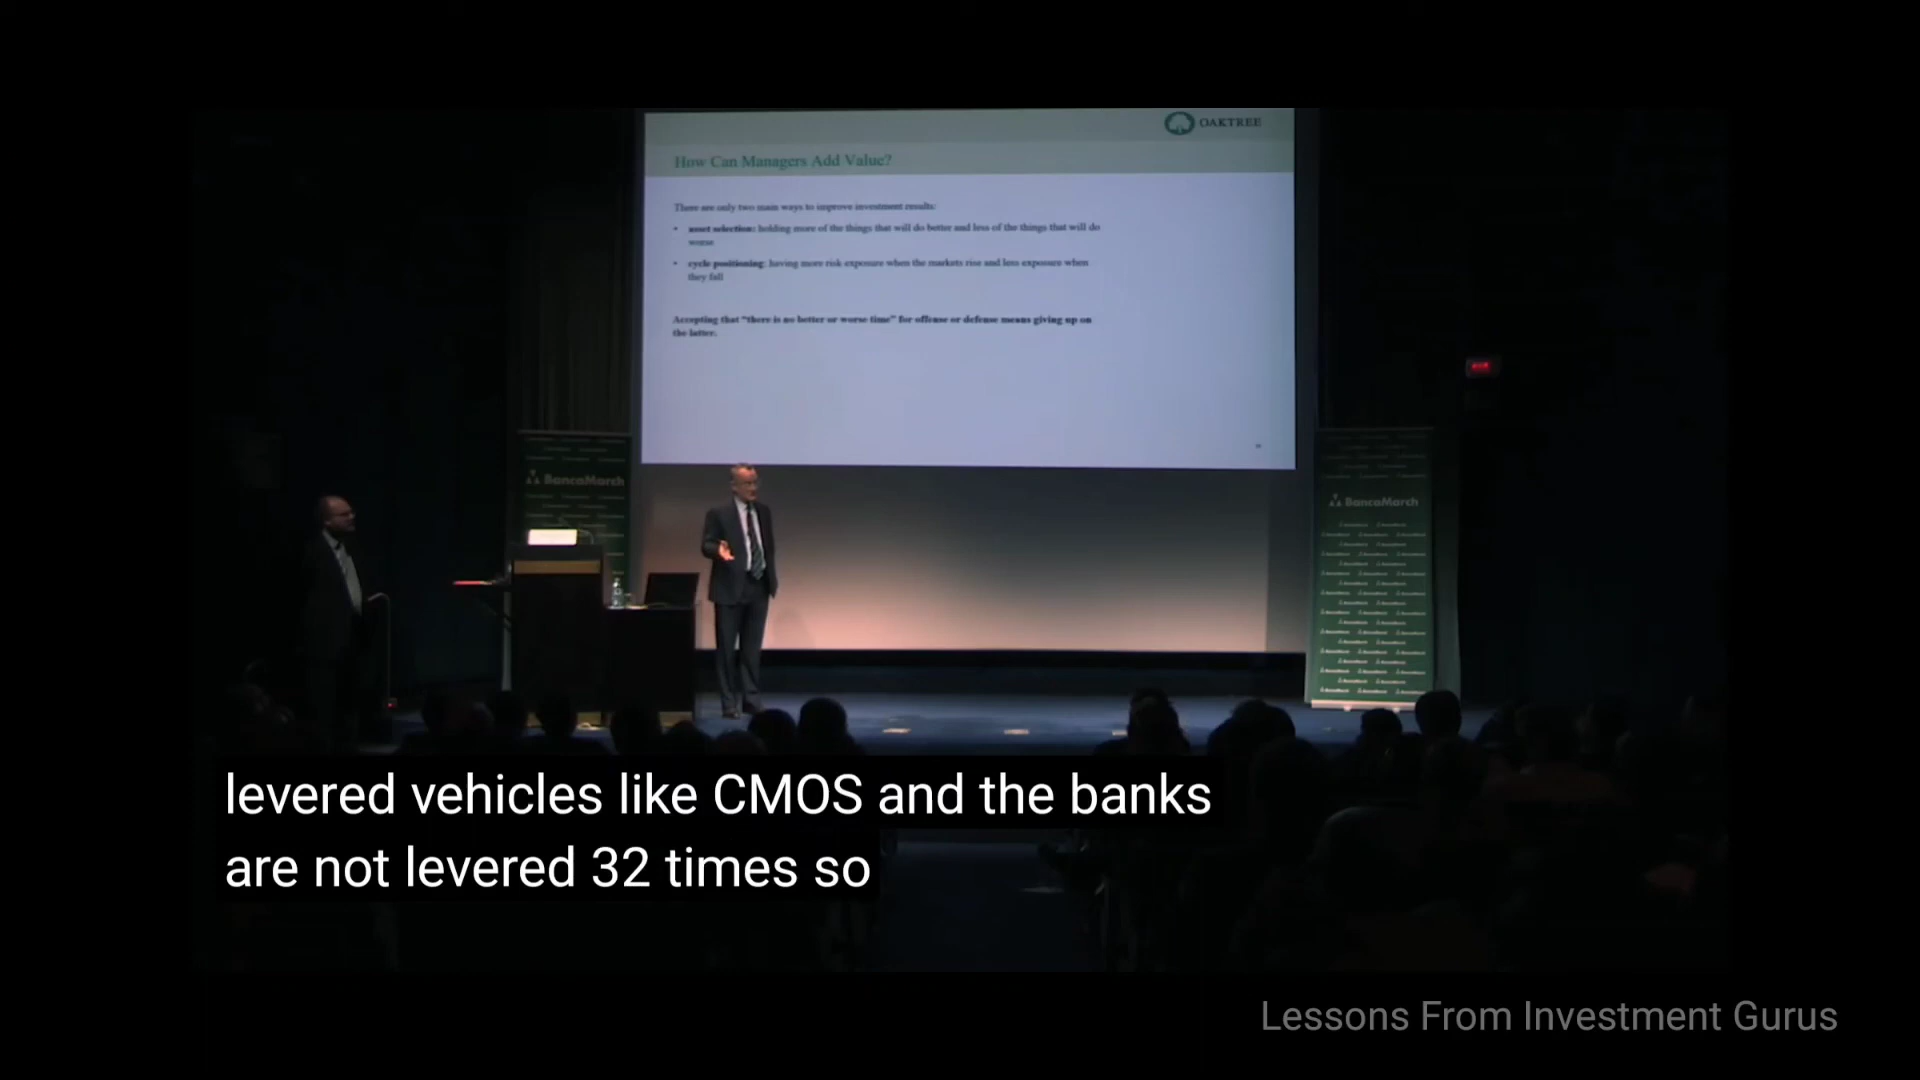 OAKTREE
How Can Managers Add Value?
There are only two main ways to improve investment results:
• asset selection: holding more of the things that will do better and less of the things that will do
worse
• cycle positioning: having more risk exposure when the markets rise and less exposure when
they fall
Accepting that “there is no better or worse time” for offense or defense means giving up on
the latter.
BancaMarch
BancaMarch
levered vehicles like CMOS and the banks
are not levered 32 times so
Lessons From Investment Gurus